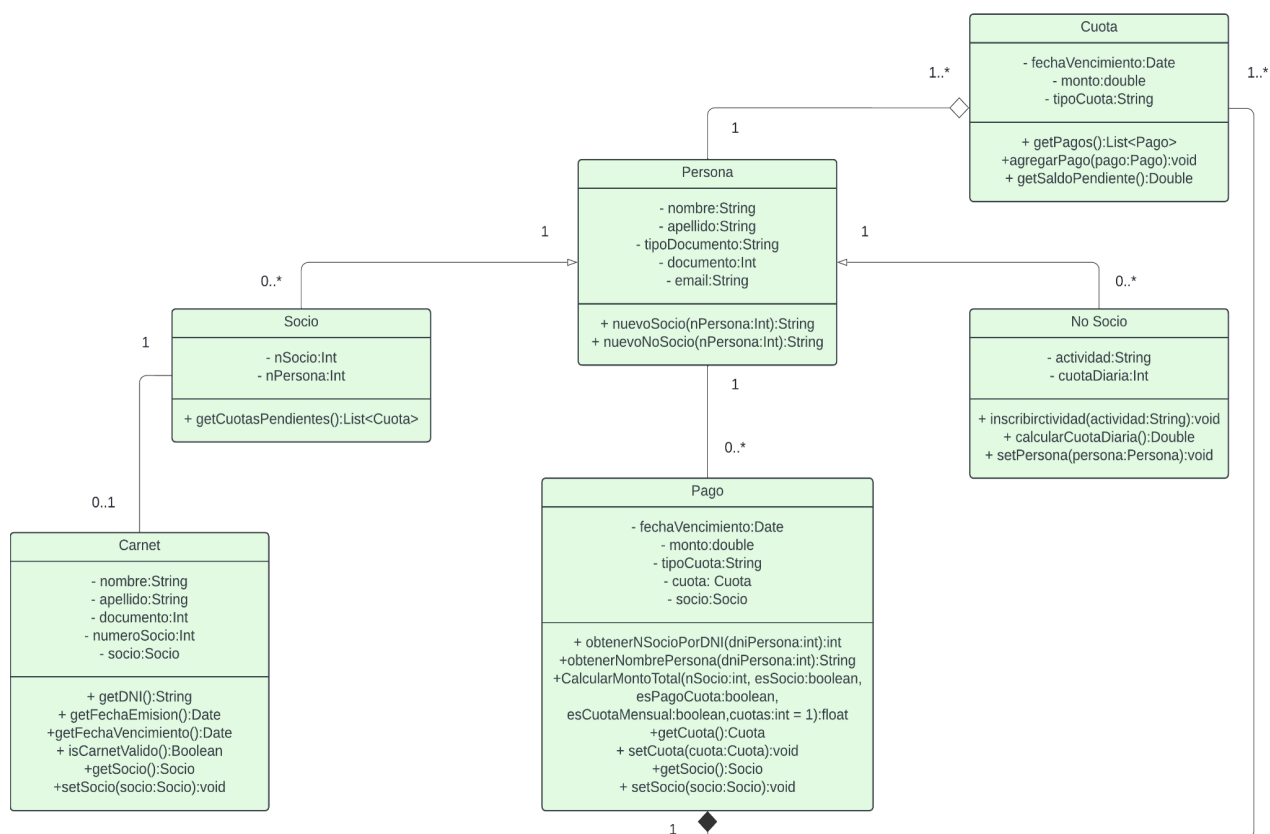 Cuota
- fechaVencimiento:Date
- monto:double
- tipoCuota:String
+ getPagos():List<Pago>
+agregarPago(pago:Pago):void
+ getSaldoPendiente():Double
1..*
1..*
1
Persona
- nombre:String
- apellido:String
- tipoDocumento:String
- documento:Int
- email:String
+ nuevoSocio(nPersona:Int):String
+ nuevoNoSocio(nPersona:Int):String
1
1
0..*
0..*
Socio
- nSocio:Int
- nPersona:Int
+ getCuotasPendientes():List<Cuota>
No Socio
- actividad:String
- cuotaDiaria:Int
+ inscribirctividad(actividad:String):void
+ calcularCuotaDiaria():Double
+ setPersona(persona:Persona):void
1
1
0..*
0..1
Carnet
- nombre:String
- apellido:String
- documento:Int
- numeroSocio:Int
- socio:Socio
+ getDNI():String
+ getFechaEmision():Date
+getFechaVencimiento():Date
+ isCarnetValido():Boolean
+getSocio():Socio
+setSocio(socio:Socio):void
Pago
- fechaVencimiento:Date
- monto:double
- tipoCuota:String
- cuota: Cuota
- socio:Socio
+ obtenerNSocioPorDNI(dniPersona:int):int
+obtenerNombrePersona(dniPersona:int):String
+CalcularMontoTotal(nSocio:int, esSocio:boolean,
esPagoCuota:boolean,
esCuotaMensual:boolean,cuotas:int = 1):float
+getCuota():Cuota
+ setCuota(cuota:Cuota):void
+getSocio():Socio
+ setSocio(socio:Socio):void
1